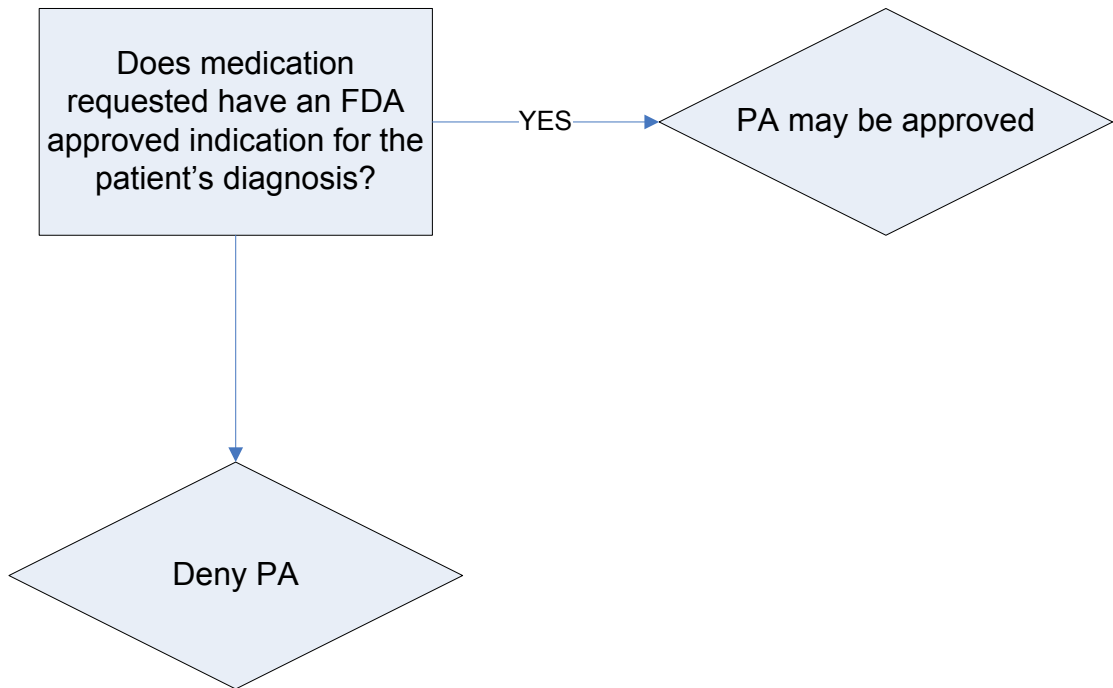 Does medication
requested have an FDA
approved indication for the
patient’s diagnosis?
YES
PA may be approved
Deny PA